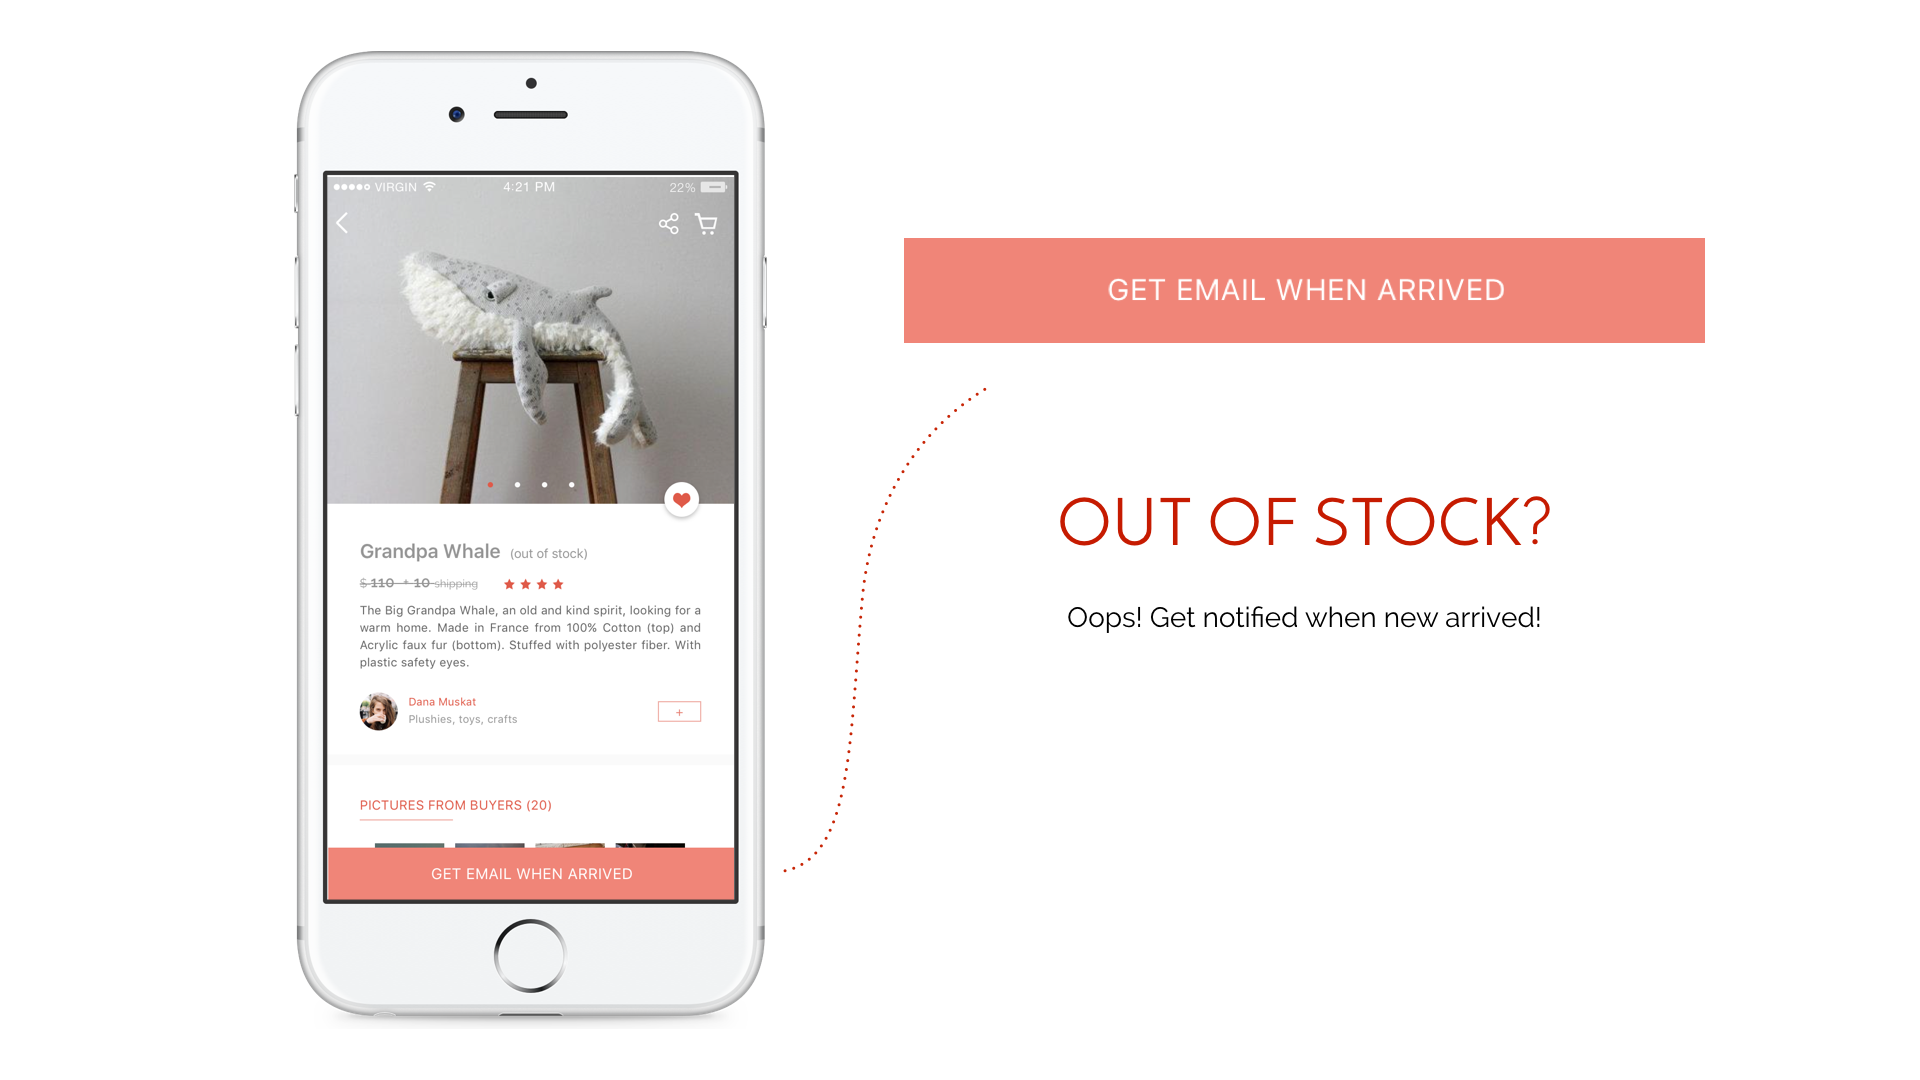 VIRGIN 4:21 PM 22%
Grandpa Whale (out of stock)
$ 110 + 10 shipping
The Big Grandpa Whale, an old and kind spirit, looking for a
warm home. Made in France from 100% Cotton (top) and
Acrylic faux fur (bottom). Stuffed with polyester fiber. With
plastic safety eyes.
Dana Muskat
Plushies, toys, crafts
+
PICTURES FROM BUYERS (20)
GET EMAIL WHEN ARRIVED
GET EMAIL WHEN ARRIVED
OUT OF STOCK?
Oops! Get notified when new arrived!